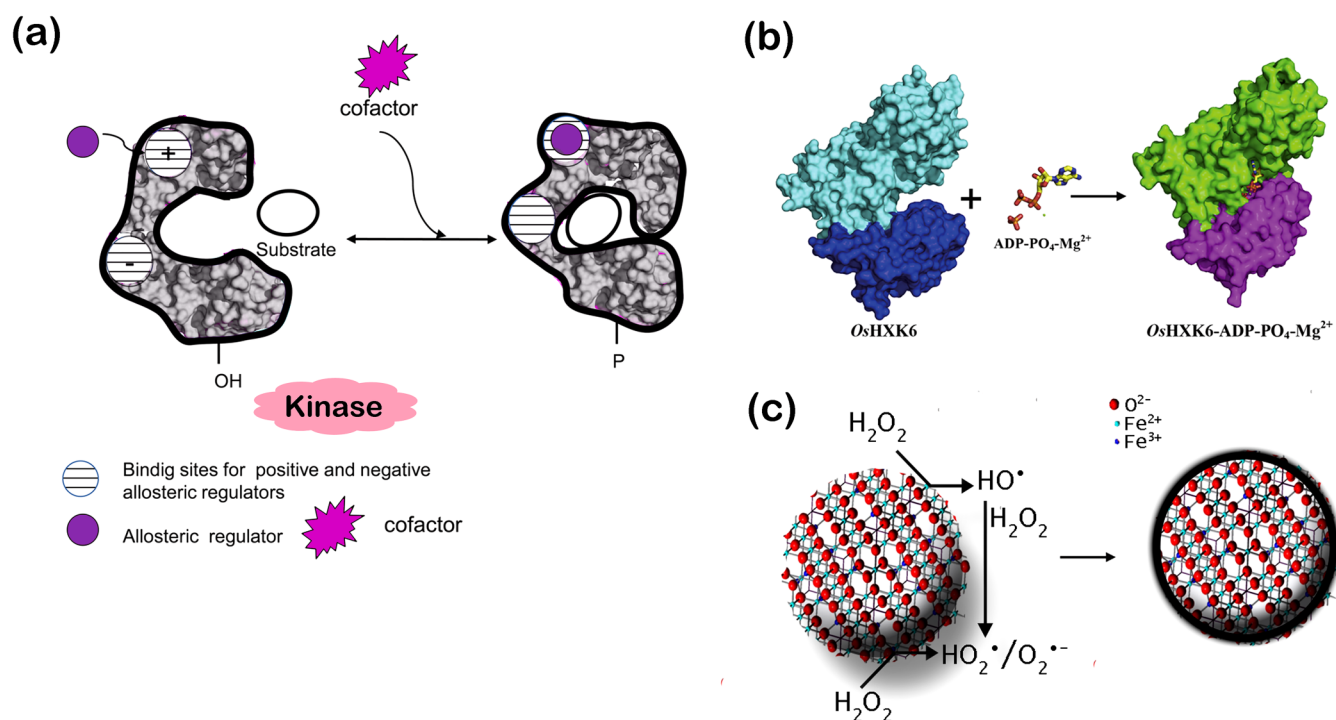 (a)
cofactor
+
Substrate
-
OH
P
Kinase
Bindig sites for positive and negative
allosteric regulators
Allosteric regulator
cofactor
(b)
+
ADP-PO₄-Mg²⁺
OsHXK6
OsHXK6-ADP-PO₄-Mg²⁺
(c)
O²⁻
Fe²⁺
Fe³⁺
H₂O₂
HO•
H₂O₂
HO₂•/O₂•⁻
H₂O₂